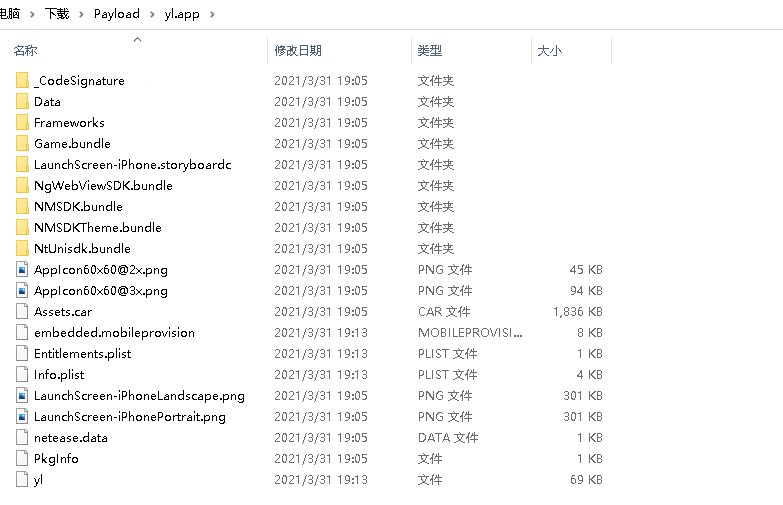 电脑 > 下载 > Payload > yl.app >
名称 修改日期 类型 大小
_CodeSignature 2021/3/31 19:05 文件夹
Data 2021/3/31 19:05 文件夹
Frameworks 2021/3/31 19:05 文件夹
Game.bundle 2021/3/31 19:05 文件夹
LaunchScreen-iPhone.storyboardc 2021/3/31 19:05 文件夹
NgWebViewSDK.bundle 2021/3/31 19:05 文件夹
NMSDK.bundle 2021/3/31 19:05 文件夹
NMSDKTheme.bundle 2021/3/31 19:05 文件夹
NtUnisdk.bundle 2021/3/31 19:05 文件夹
AppIcon60x60@2x.png 2021/3/31 19:05 PNG 文件 45 KB
AppIcon60x60@3x.png 2021/3/31 19:05 PNG 文件 94 KB
Assets.car 2021/3/31 19:05 CAR 文件 1,836 KB
embedded.mobileprovision 2021/3/31 19:13 MOBILEPROVISI... 8 KB
Entitlements.plist 2021/3/31 19:13 PLIST 文件 1 KB
Info.plist 2021/3/31 19:13 PLIST 文件 4 KB
LaunchScreen-iPhoneLandscape.png 2021/3/31 19:05 PNG 文件 301 KB
LaunchScreen-iPhonePortrait.png 2021/3/31 19:05 PNG 文件 301 KB
netease.data 2021/3/31 19:05 DATA 文件 1 KB
PkgInfo 2021/3/31 19:05 文件 1 KB
yl 2021/3/31 19:13 文件 69 KB